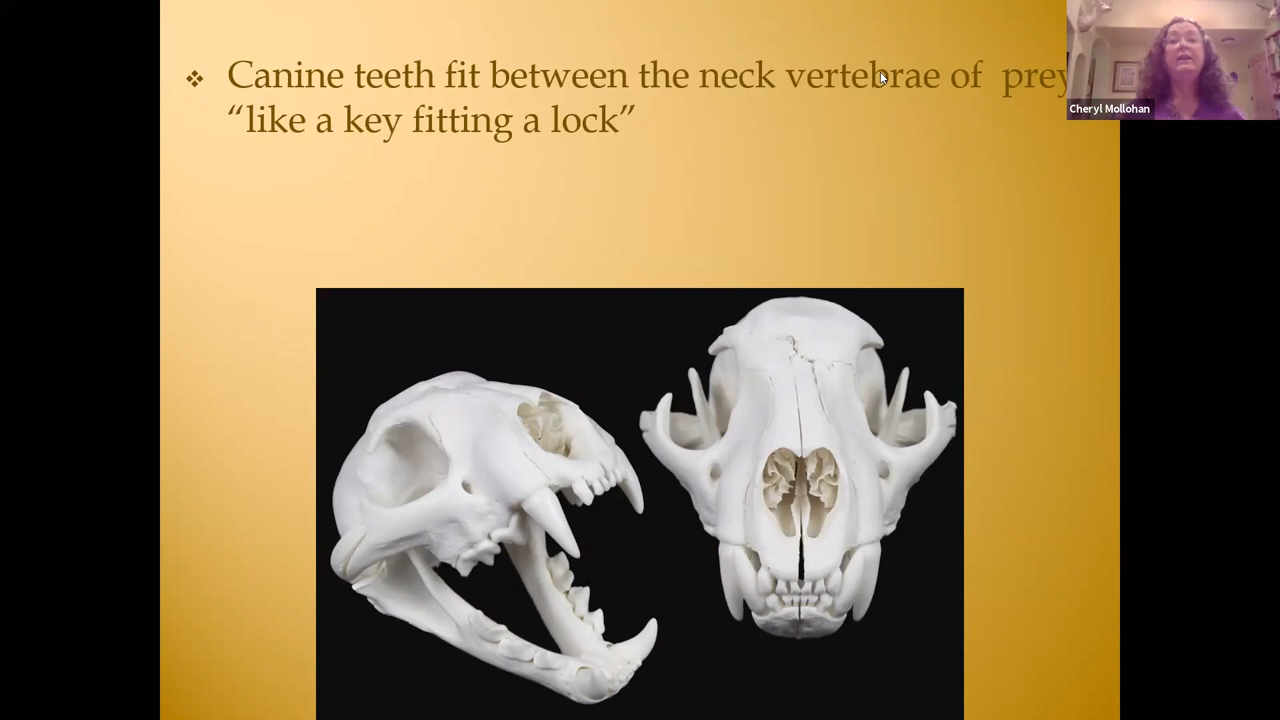 ❖ Canine teeth fit between the neck vertebrae of prey
“like a key fitting a lock”
Cheryl Mollohan